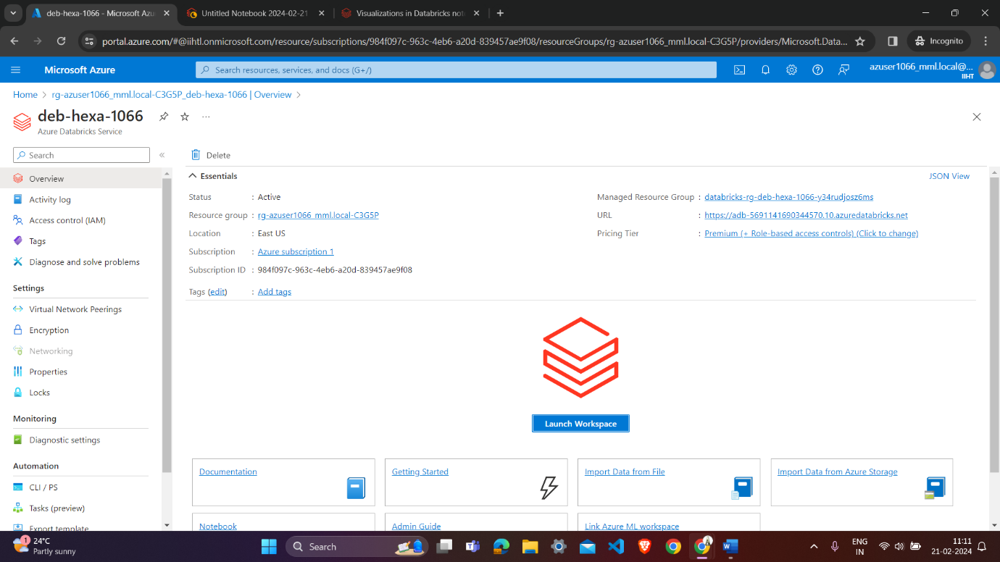 deb-hexa-1066 - Microsoft Azu
Untitled Notebook 2024-02-21
Visualizations in Databricks not
portal.azure.com/#@iihtl.onmicrosoft.com/resource/subscriptions/984f097c-963c-4eb6-a20d-839457ae9f08/resourceGroups/rg-azuser1066_mml.local-C3G5P/providers/Microsoft.Data...
Incognito
Microsoft Azure
Search resources, services, and docs (G+/)
azuser1066_mml.local@...
IIHT
Home > rg-azuser1066_mml.local-C3G5P_deb-hexa-1066 | Overview >
deb-hexa-1066
...
Azure Databricks Service
Search
«
Delete
Overview
Activity log
Access control (IAM)
Tags
Diagnose and solve problems
Settings
Virtual Network Peerings
Encryption
Networking
Properties
Locks
Monitoring
Diagnostic settings
Automation
CLI / PS
Tasks (preview)
Export template
Essentials
JSON View
Status : Active
Resource group : rg-azuser1066_mml.local-C3G5P
Location : East US
Subscription : Azure subscription 1
Subscription ID : 984f097c-963c-4eb6-a20d-839457ae9f08
Tags (edit) : Add tags
Managed Resource Group : databricks-rg-deb-hexa-1066-y34rudjosz6ms
URL : https://adb-5691141690344570.10.azuredatabricks.net
Pricing Tier : Premium (+ Role-based access controls) (Click to change)
Launch Workspace
Documentation
Getting Started
Import Data from File
Import Data from Azure Storage
Notebook
Admin Guide
Link Azure ML workspace
1
24°C
Partly sunny
Search
ENG
IN
11:11
21-02-2024